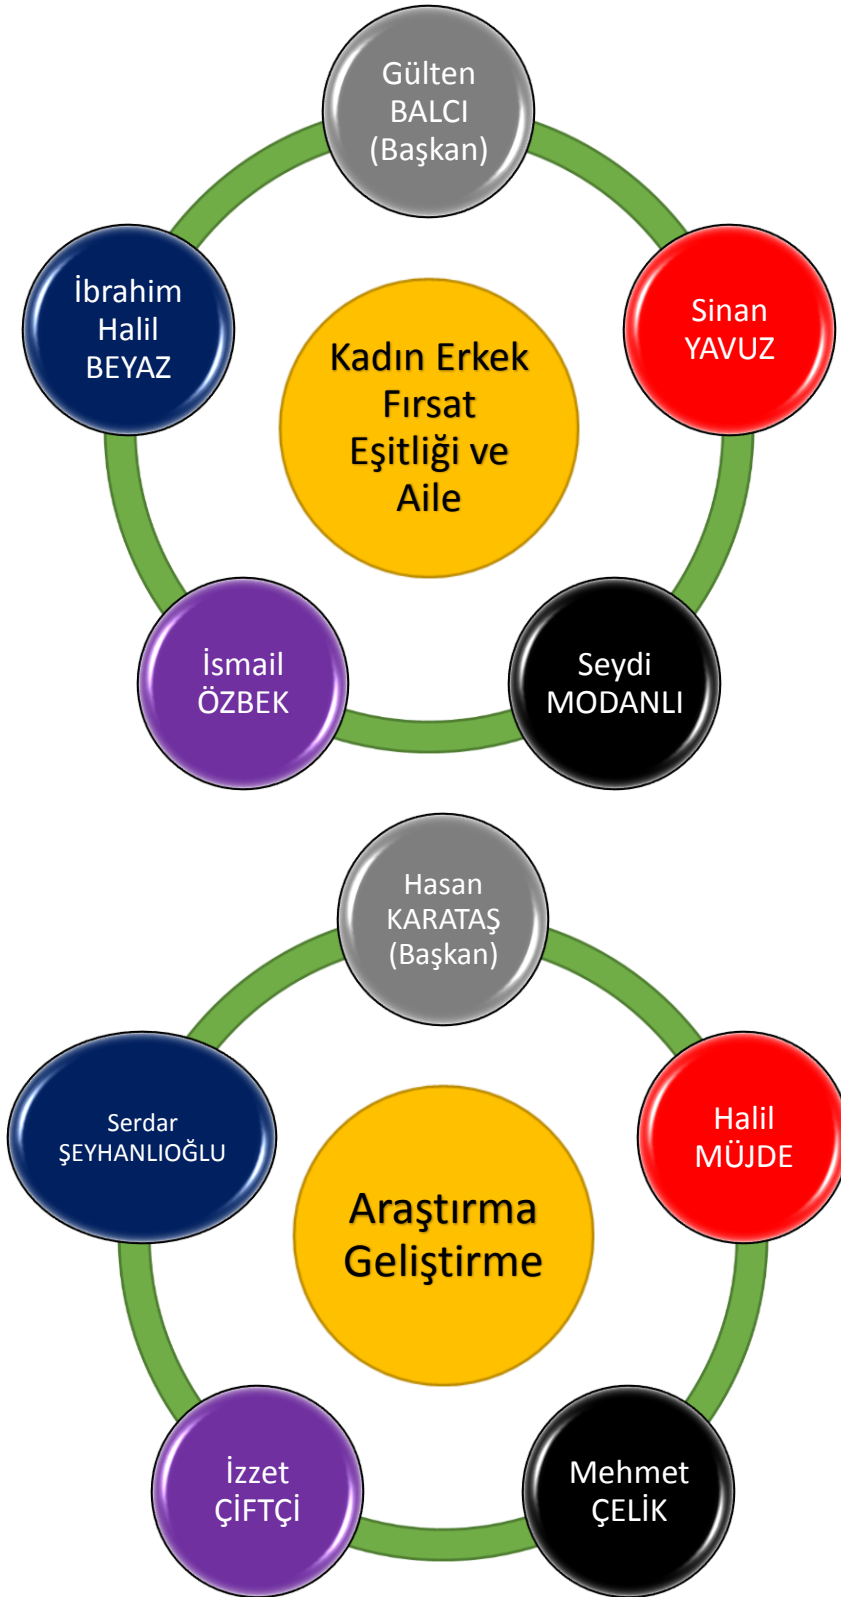 Gülten
BALCI
(Başkan)
İbrahim
Halil
BEYAZ
Sinan
YAVUZ
Kadın Erkek
Fırsat
Eşitliği ve
Aile
İsmail
ÖZBEK
Seydi
MODANLI
Hasan
KARATAŞ
(Başkan)
Serdar
ŞEYHANLIOĞLU
Halil
MÜJDE
Araştırma
Geliştirme
İzzet
ÇİFTÇİ
Mehmet
ÇELİK